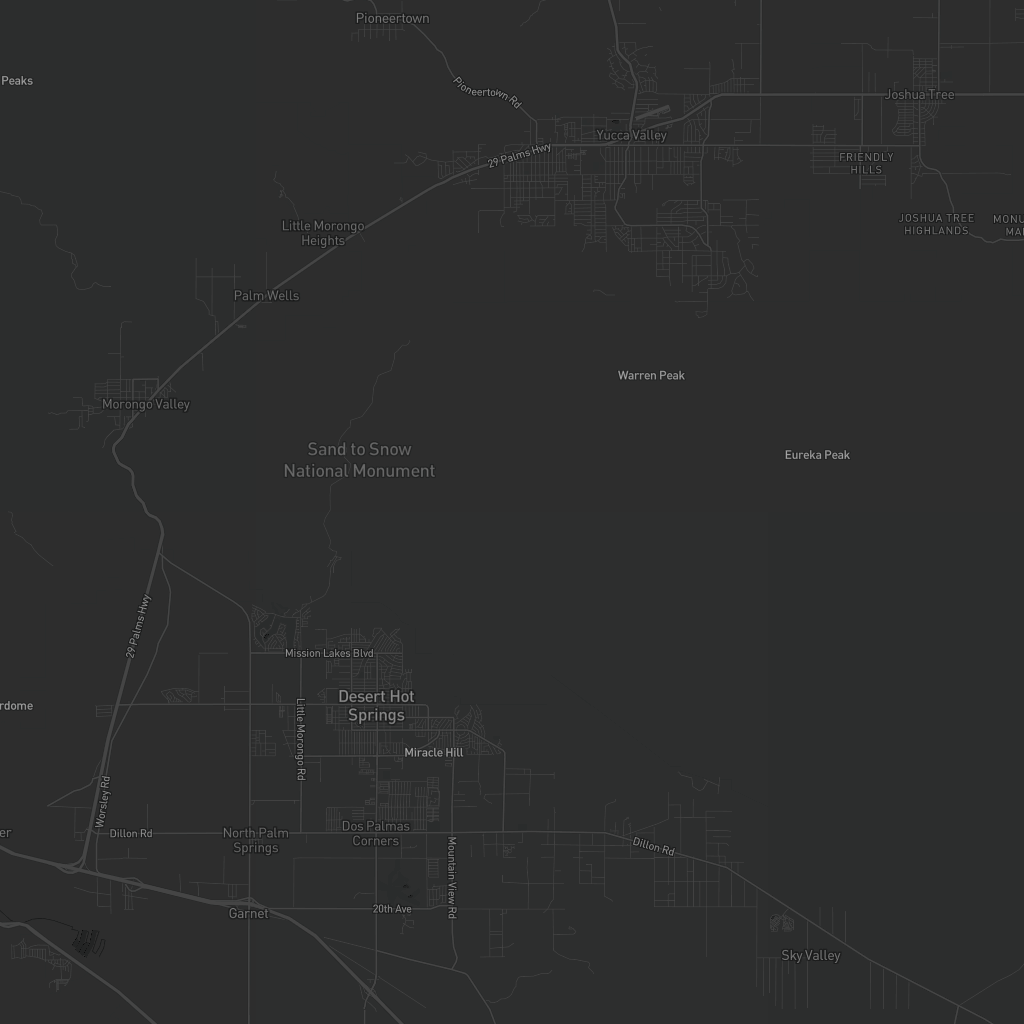 Pioneertown
Peaks
Pioneertown Rd
Joshua Tree
Yucca Valley
29 Palms Hwy
FRIENDLY
HILLS
JOSHUA TREE
HIGHLANDS
MONU
MA
Little Morongo
Heights
Palm Wells
Warren Peak
Morongo Valley
Sand to Snow
National Monument
Eureka Peak
29 Palms Hwy
Mission Lakes Blvd
rdome
Desert Hot
Springs
Little Morongo Rd
Miracle Hill
Worsley Rd
er
Dillon Rd
North Palm
Springs
Dos Palmas
Corners
Mountain View Rd
Dillon Rd
Garnet
20th Ave
Sky Valley